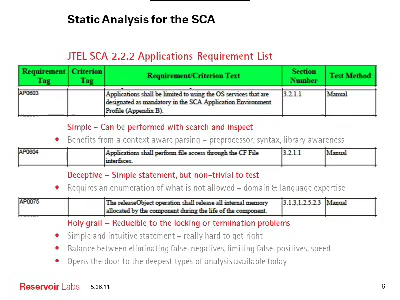 Static Analysis for the SCA
JTEL SCA 2.2.2 Applications Requirement List
Requirement Tag Criterion Tag Requirement/Criterion Text Section Number Test Method
AP0603 Applications shall be limited to using the OS services that are 3.2.1.1 Manual
designated as mandatory in the SCA Application Environment
Profile (Appendix B).
Simple – Can be performed with search and inspect
Benefits from a context aware parsing – preprocessor, syntax, library awareness
AP0604 Applications shall perform file access through the CF File 3.2.1.1 Manual
interfaces.
Deceptive – Simple statement, but non-trivial to test
Requires an enumeration of what is not allowed – domain & language expertise
AP0075 The releaseObject operation shall release all internal memory 3.1.3.1.2.5.2.3 Manual
allocated by the component during the life of the component.
Holy grail – Reducible to the locking or termination problems
Simple and intuitive statement – really hard to get right
Balance between eliminating false-negatives, limiting false positives, speed
Opens the door to the deepest types of analysis available today
Reservoir Labs
6